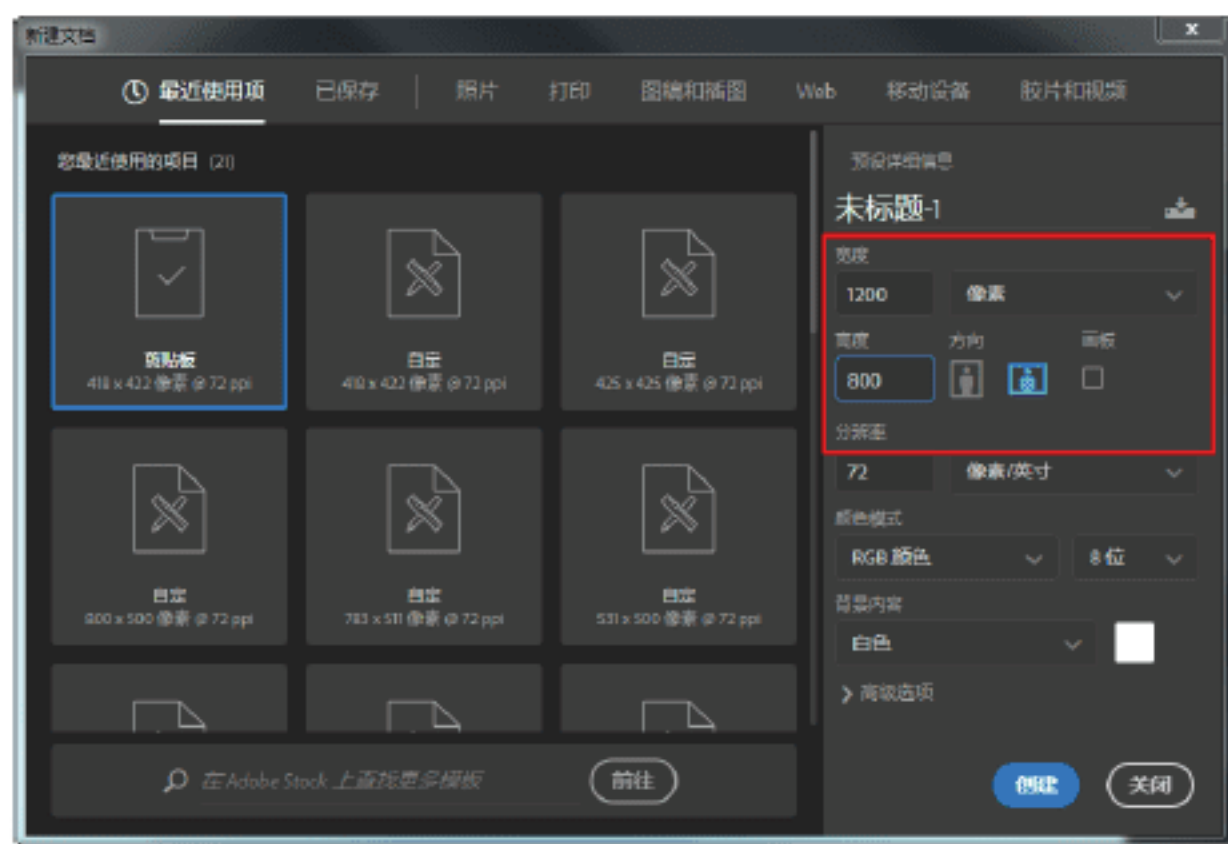 新建文档
最近使用项 已保存 照片 打印 图稿和插图 Web 移动设备 胶片和视频
您最近使用的项目 (21)
剪贴板
418 x 422 像素 @ 72 ppi
自定
418 x 422 像素 @ 72 ppi
自定
425 x 425 像素 @ 72 ppi
自定
800 x 500 像素 @ 72 ppi
自定
783 x 511 像素 @ 72 ppi
自定
531 x 500 像素 @ 72 ppi
在 Adobe Stock 上查找更多模板
前往
预设详细信息
未标题-1
宽度
1200 像素
高度 方向 画板
800
分辨率
72 像素/英寸
颜色模式
RGB 颜色 8 位
背景内容
白色
高级选项
创建 关闭